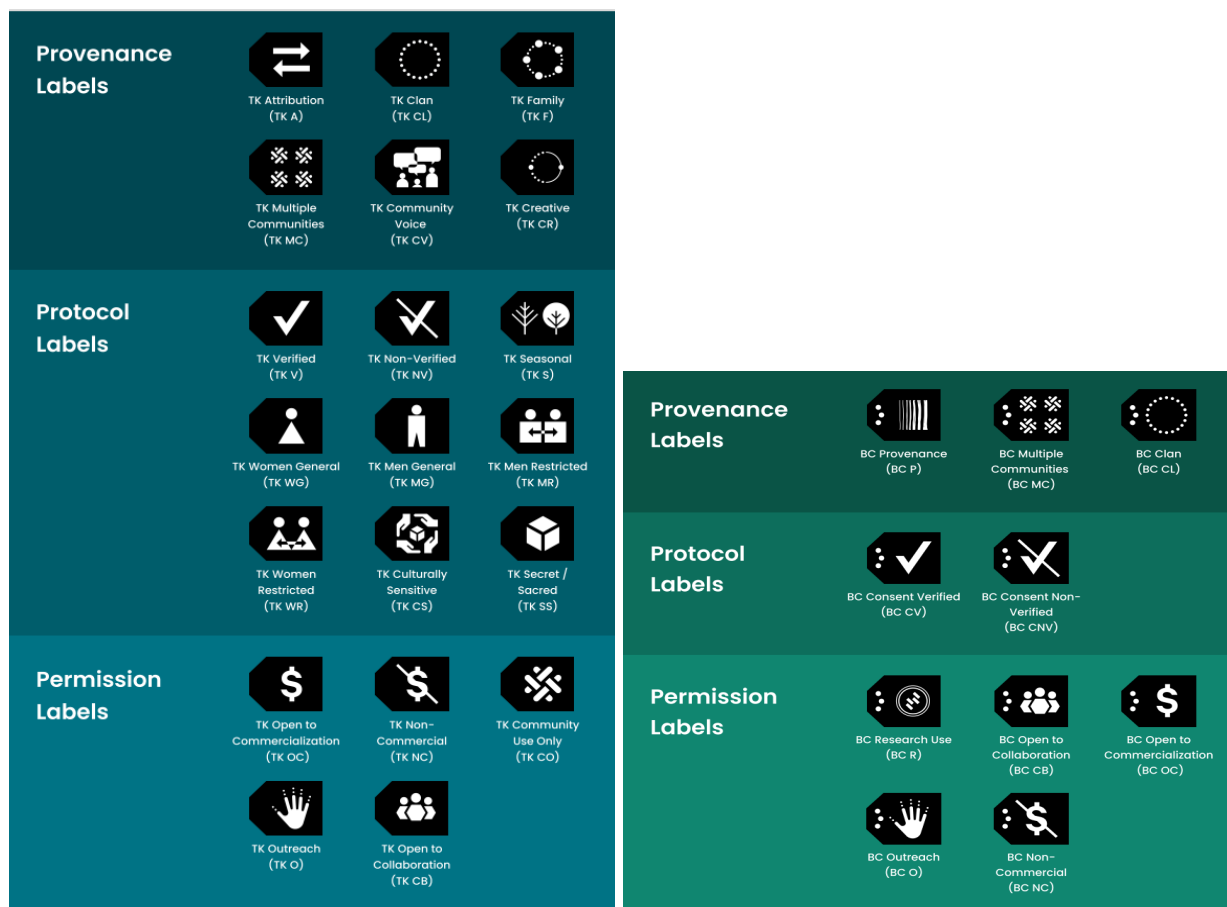 Provenance
Labels
TK Attribution
(TK A)
TK Clan
(TK CL)
TK Family
(TK F)
TK Multiple
Communities
(TK MC)
TK Community
Voice
(TK CV)
TK Creative
(TK CR)
Protocol
Labels
TK Verified
(TK V)
TK Non-Verified
(TK NV)
TK Seasonal
(TK S)
TK Women General
(TK WG)
TK Men General
(TK MG)
TK Men Restricted
(TK MR)
TK Women
Restricted
(TK WR)
TK Culturally
Sensitive
(TK CS)
TK Secret /
Sacred
(TK SS)
Permission
Labels
TK Open to
Commercialization
(TK OC)
TK Non-
Commercial
(TK NC)
TK Community
Use Only
(TK CO)
TK Outreach
(TK O)
TK Open to
Collaboration
(TK CB)
Provenance
Labels
BC Provenance
(BC P)
BC Multiple
Communities
(BC MC)
BC Clan
(BC CL)
Protocol
Labels
BC Consent Verified
(BC CV)
BC Consent Non-
Verified
(BC CNV)
Permission
Labels
BC Research Use
(BC R)
BC Open to
Collaboration
(BC CB)
BC Open to
Commercialization
(BC OC)
BC Outreach
(BC O)
BC Non-
Commercial
(BC NC)